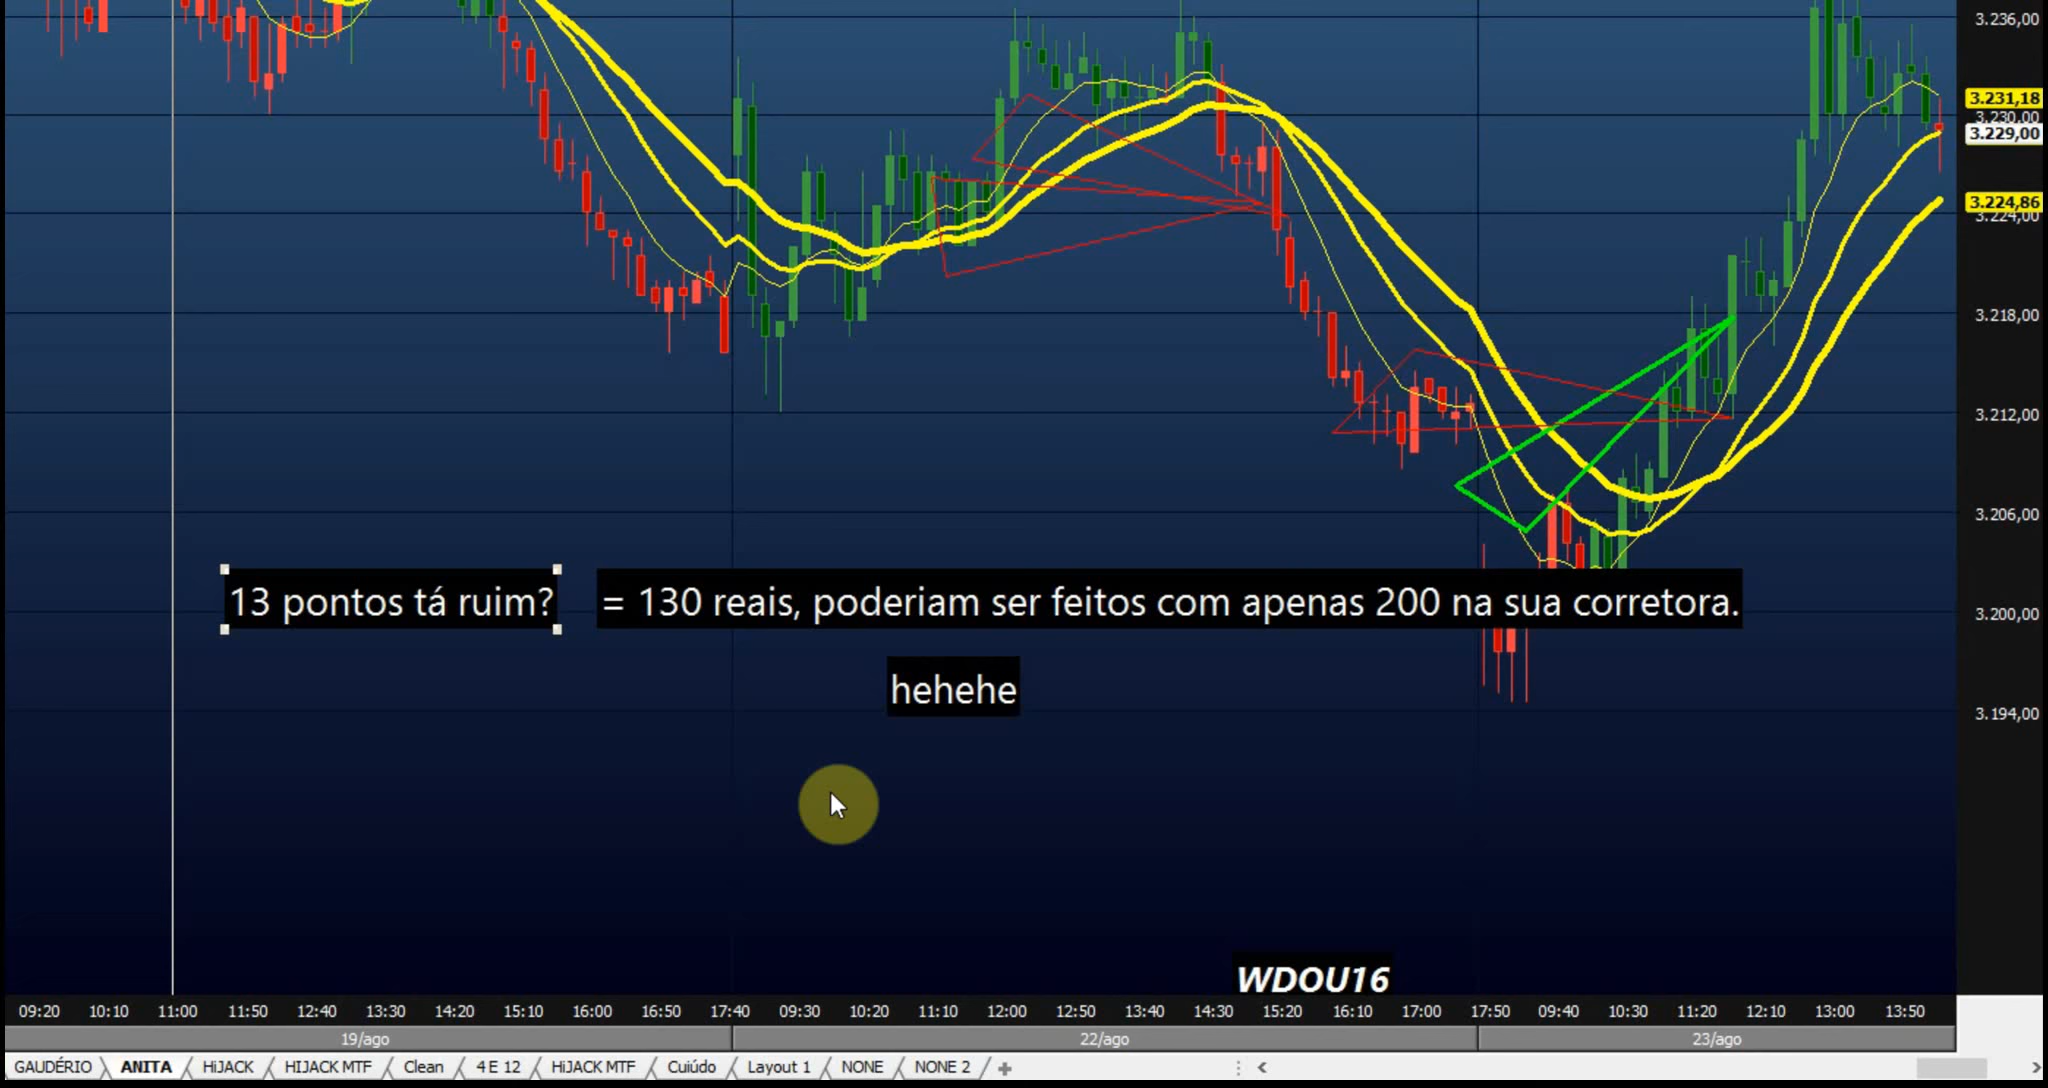 3.236,00
3.231,18
3.230,00
3.229,00
3.224,86
3.224,00
3.218,00
3.212,00
3.206,00
13 pontos tá ruim? = 130 reais, poderiam ser feitos com apenas 200 na sua corretora.
3.200,00
hehehe
3.194,00
WDOU16
09:20 10:10 11:00 11:50 12:40 13:30 14:20 15:10 16:00 16:50 17:40 09:30 10:20 11:10 12:00 12:50 13:40 14:30 15:20 16:10 17:00 17:50 09:40 10:30 11:20 12:10 13:00 13:50
19/ago 22/ago 23/ago
GAUDÉRIO ANITA HiJACK HIJACK MTF Clean 4 E 12 HiJACK MTF Cuiúdo Layout 1 NONE NONE 2